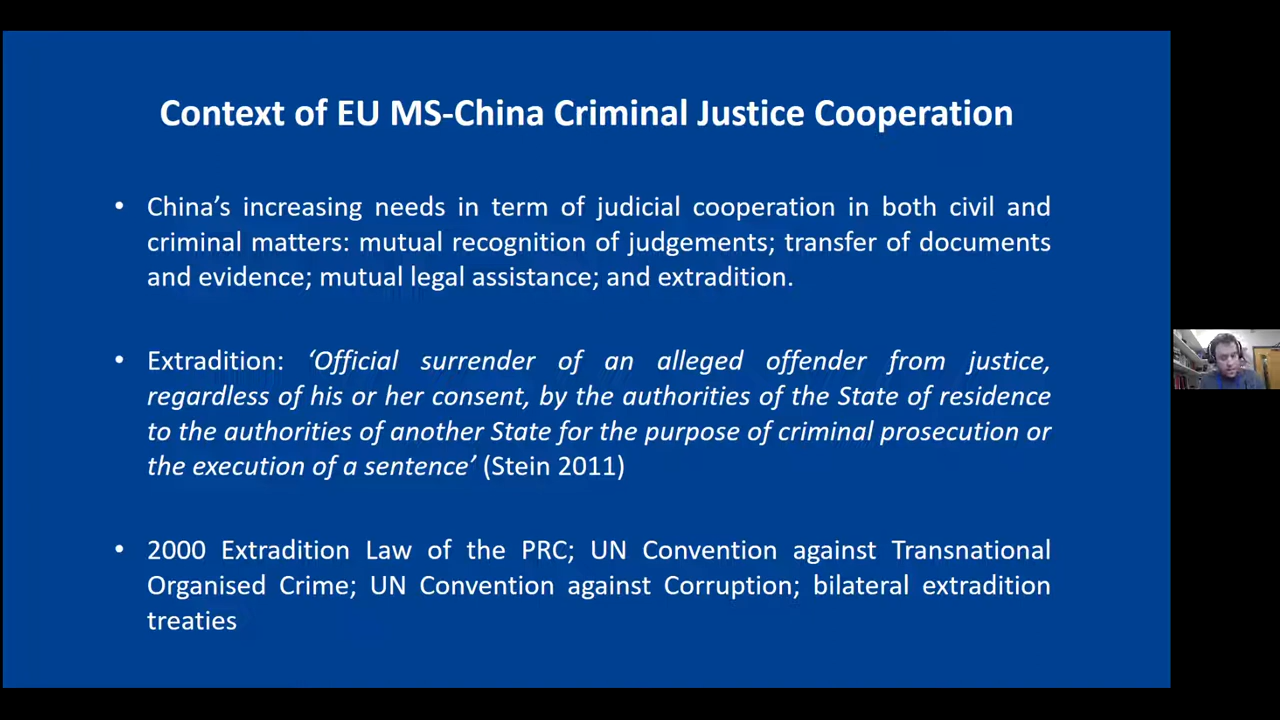 Context of EU MS-China Criminal Justice Cooperation
• China’s increasing needs in term of judicial cooperation in both civil and
criminal matters: mutual recognition of judgements; transfer of documents
and evidence; mutual legal assistance; and extradition.
• Extradition: ‘Official surrender of an alleged offender from justice,
regardless of his or her consent, by the authorities of the State of residence
to the authorities of another State for the purpose of criminal prosecution or
the execution of a sentence’ (Stein 2011)
• 2000 Extradition Law of the PRC; UN Convention against Transnational
Organised Crime; UN Convention against Corruption; bilateral extradition
treaties